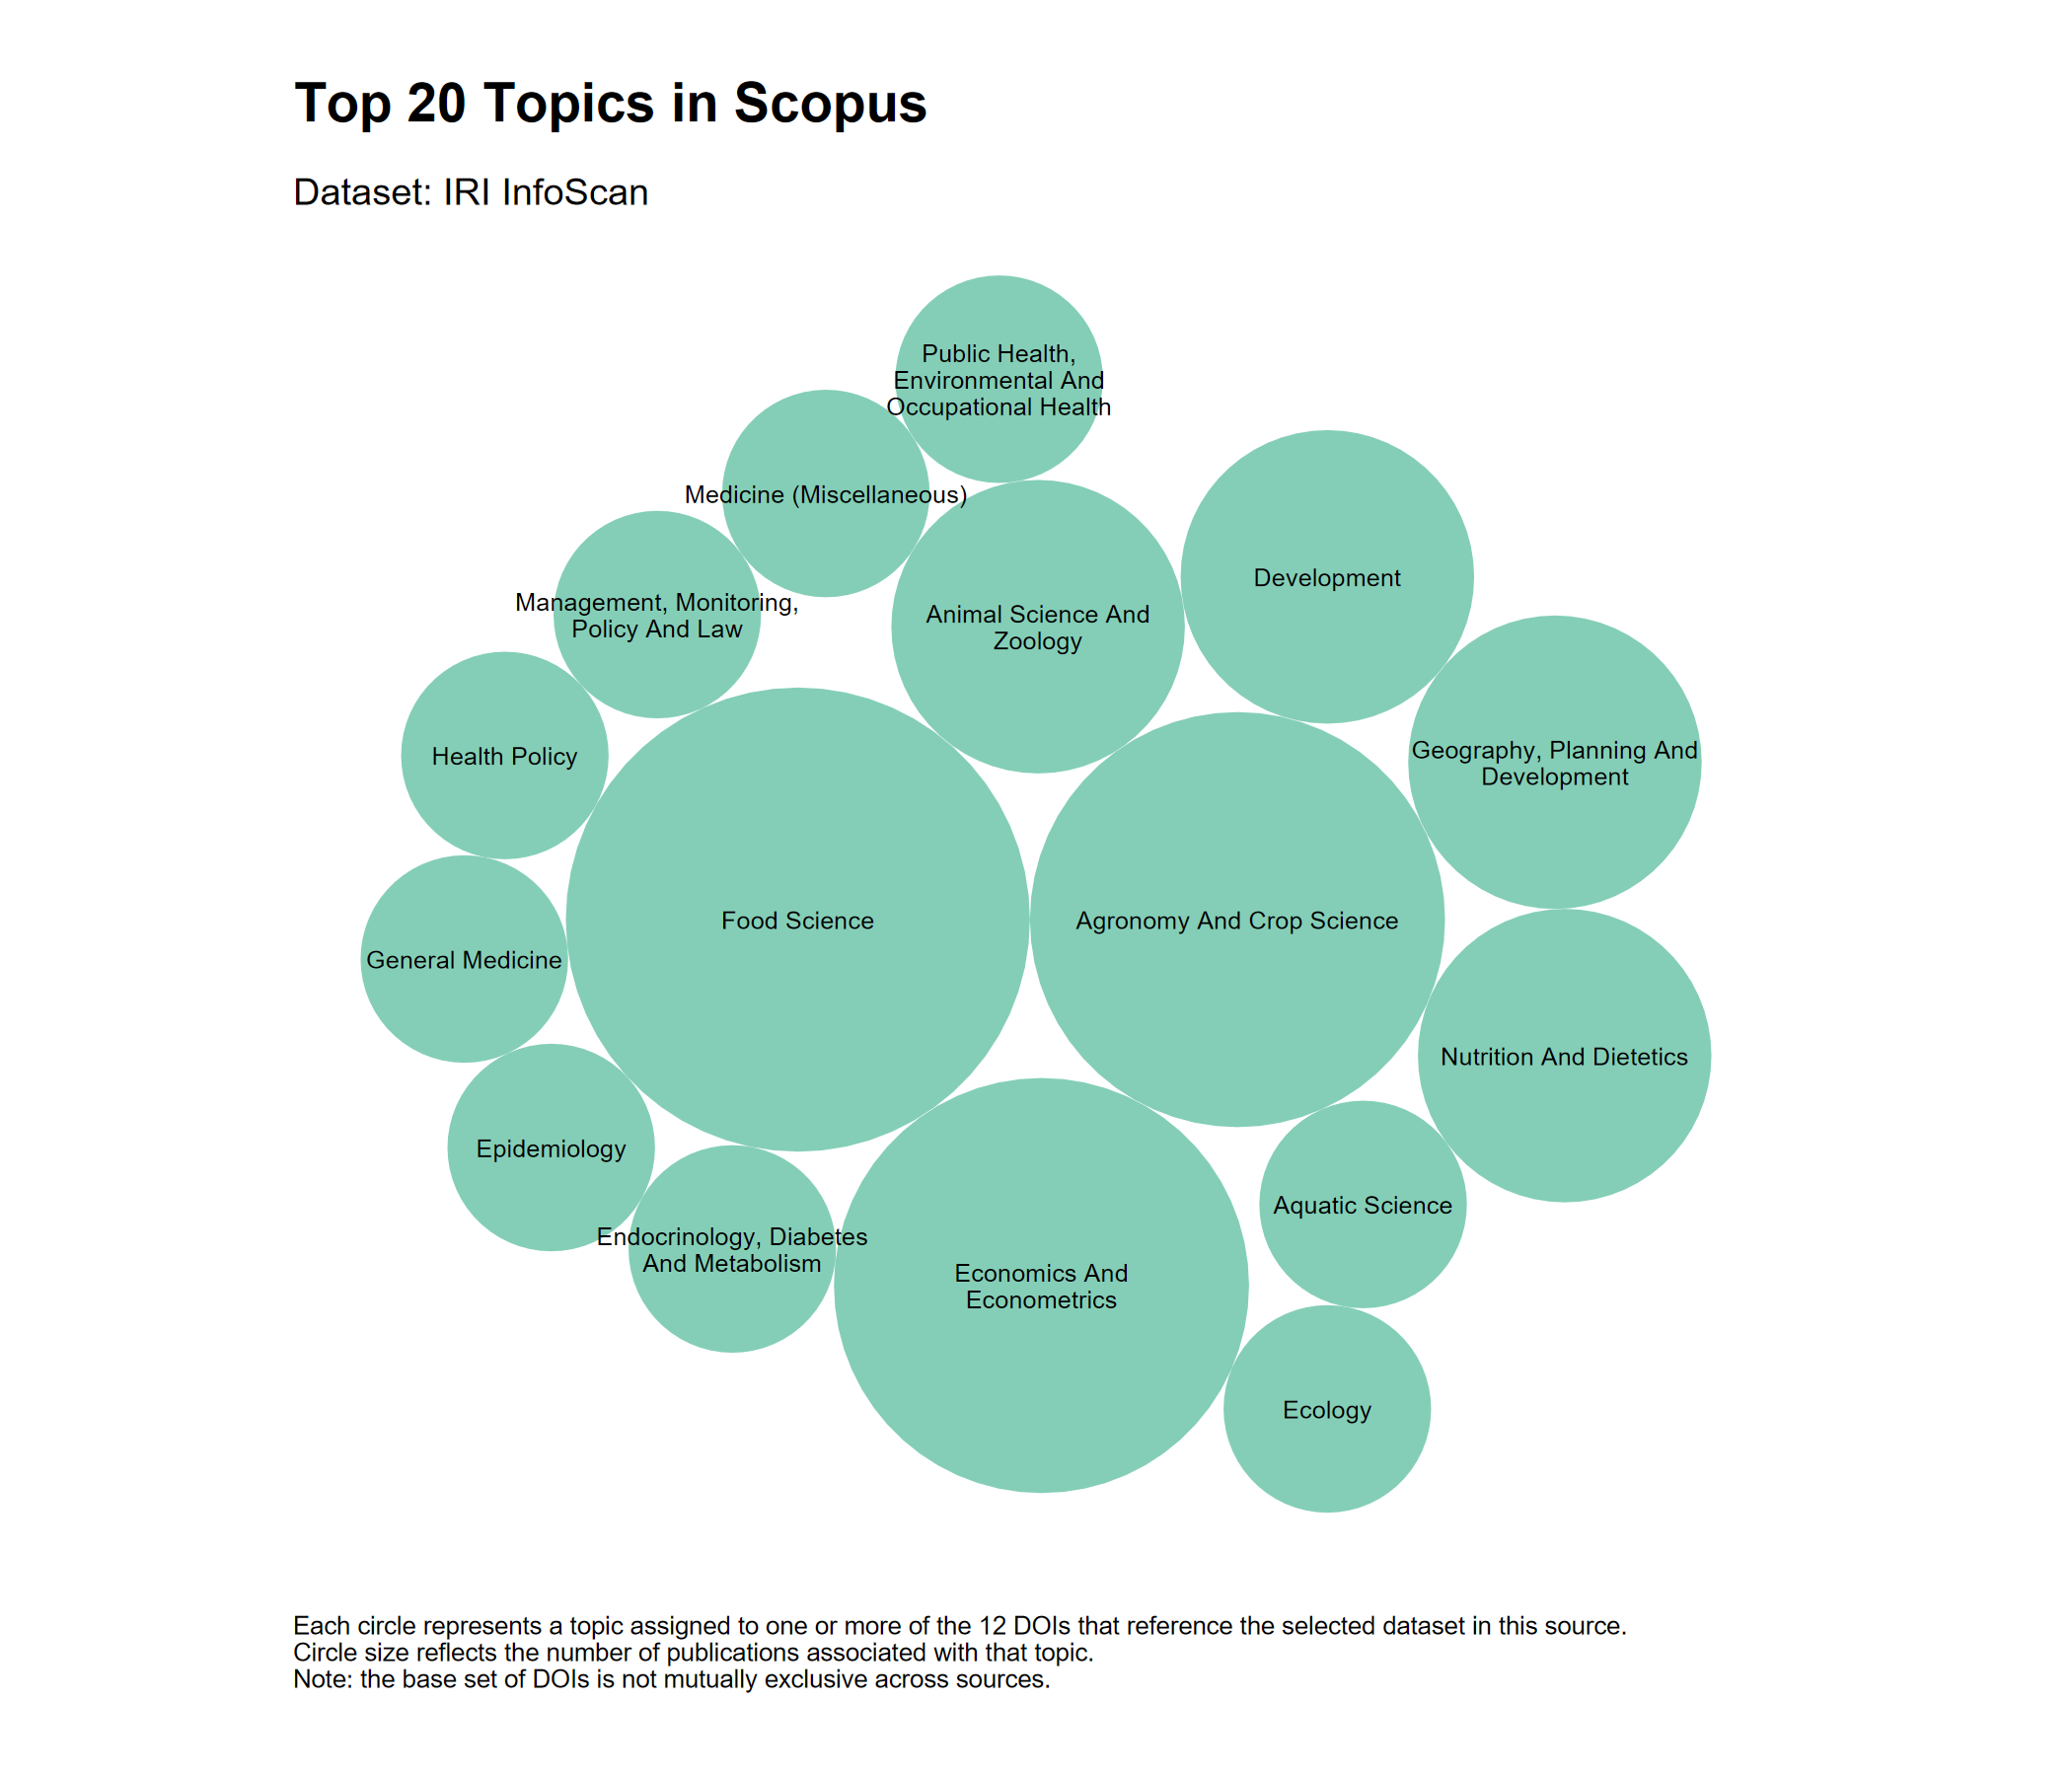 Top 20 Topics in Scopus
Dataset: IRI InfoScan
Public Health,
Environmental And
Occupational Health
Medicine (Miscellaneous)
Development
Management, Monitoring,
Policy And Law
Animal Science And
Zoology
Health Policy
Geography, Planning And
Development
Food Science
Agronomy And Crop Science
General Medicine
Nutrition And Dietetics
Epidemiology
Aquatic Science
Endocrinology, Diabetes
And Metabolism
Economics And
Econometrics
Ecology
Each circle represents a topic assigned to one or more of the 12 DOIs that reference the selected dataset in this source.
Circle size reflects the number of publications associated with that topic.
Note: the base set of DOIs is not mutually exclusive across sources.